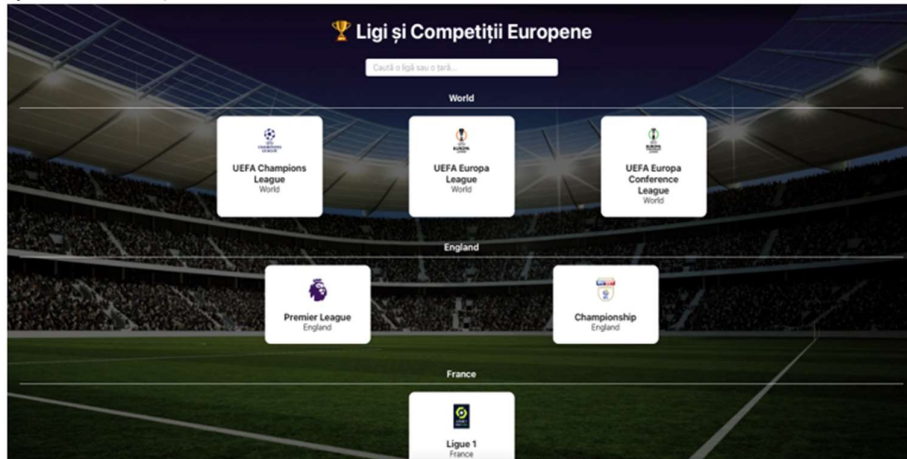 🏆 Ligi și Competiții Europene
Caută o ligă sau o țară...
World
UEFA Champions
League
World
UEFA Europa
League
World
UEFA Europa
Conference
League
World
England
Premier League
England
Championship
England
France
Ligue 1
France